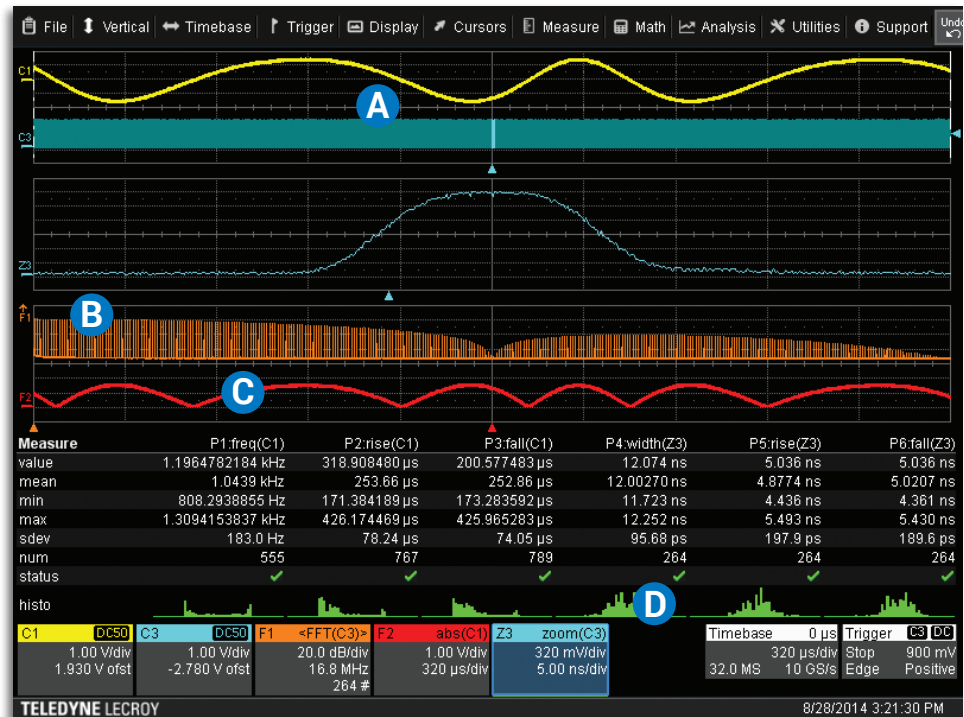 File Vertical Timebase Trigger Display Cursors Measure Math Analysis Utilities Support Undo
C1
A
C3
Z3
F1
B
C
F2
Measure P1:freq(C1) P2:rise(C1) P3:fall(C1) P4:width(Z3) P5:rise(Z3) P6:fall(Z3)
value 1.1964782184 kHz 318.908480 µs 200.577483 µs 12.074 ns 5.036 ns 5.036 ns
mean 1.0439 kHz 253.66 µs 252.86 µs 12.00270 ns 4.8774 ns 5.0207 ns
min 808.2938855 Hz 171.384189 µs 173.283592 µs 11.723 ns 4.436 ns 4.361 ns
max 1.3094153837 kHz 426.174469 µs 425.965283 µs 12.252 ns 5.493 ns 5.430 ns
sdev 183.0 Hz 78.24 µs 74.05 µs 95.68 ps 197.9 ps 189.6 ps
num 555 767 789 264 264 264
status
histo
D
C1 DC50 C3 DC50 F1 <FFT(C3)> F2 abs(C1) Z3 zoom(C3) Timebase 0 µs Trigger C3 DC
1.00 V/div 1.00 V/div 20.0 dB/div 1.00 V/div 320 mV/div 320 µs/div Stop 900 mV
1.930 V ofst -2.780 V ofst 16.8 MHz 320 µs/div 5.00 ns/div 32.0 MS 10 GS/s Edge Positive
264 #
TELEDYNE LECROY 8/28/2014 3:21:30 PM